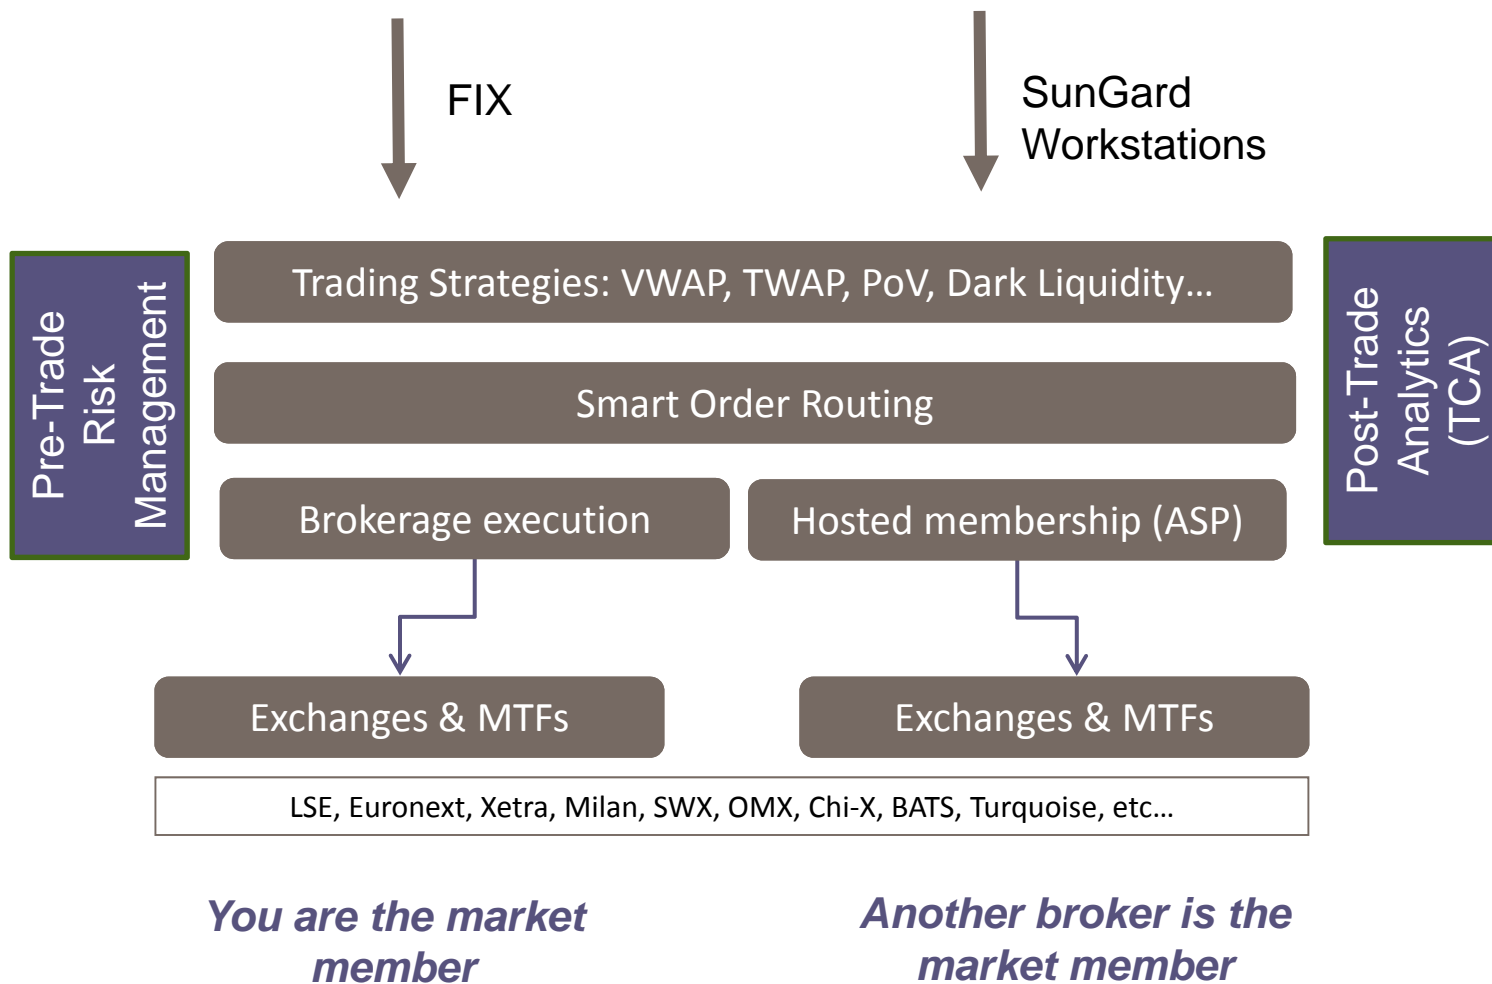 FIX
SunGard
Workstations
Pre-Trade
Risk
Management
Trading Strategies: VWAP, TWAP, PoV, Dark Liquidity...
Smart Order Routing
Brokerage execution
Hosted membership (ASP)
Post-Trade
Analytics
(TCA)
Exchanges & MTFs
Exchanges & MTFs
LSE, Euronext, Xetra, Milan, SWX, OMX, Chi-X, BATS, Turquoise, etc...
You are the market
member
Another broker is the
market member